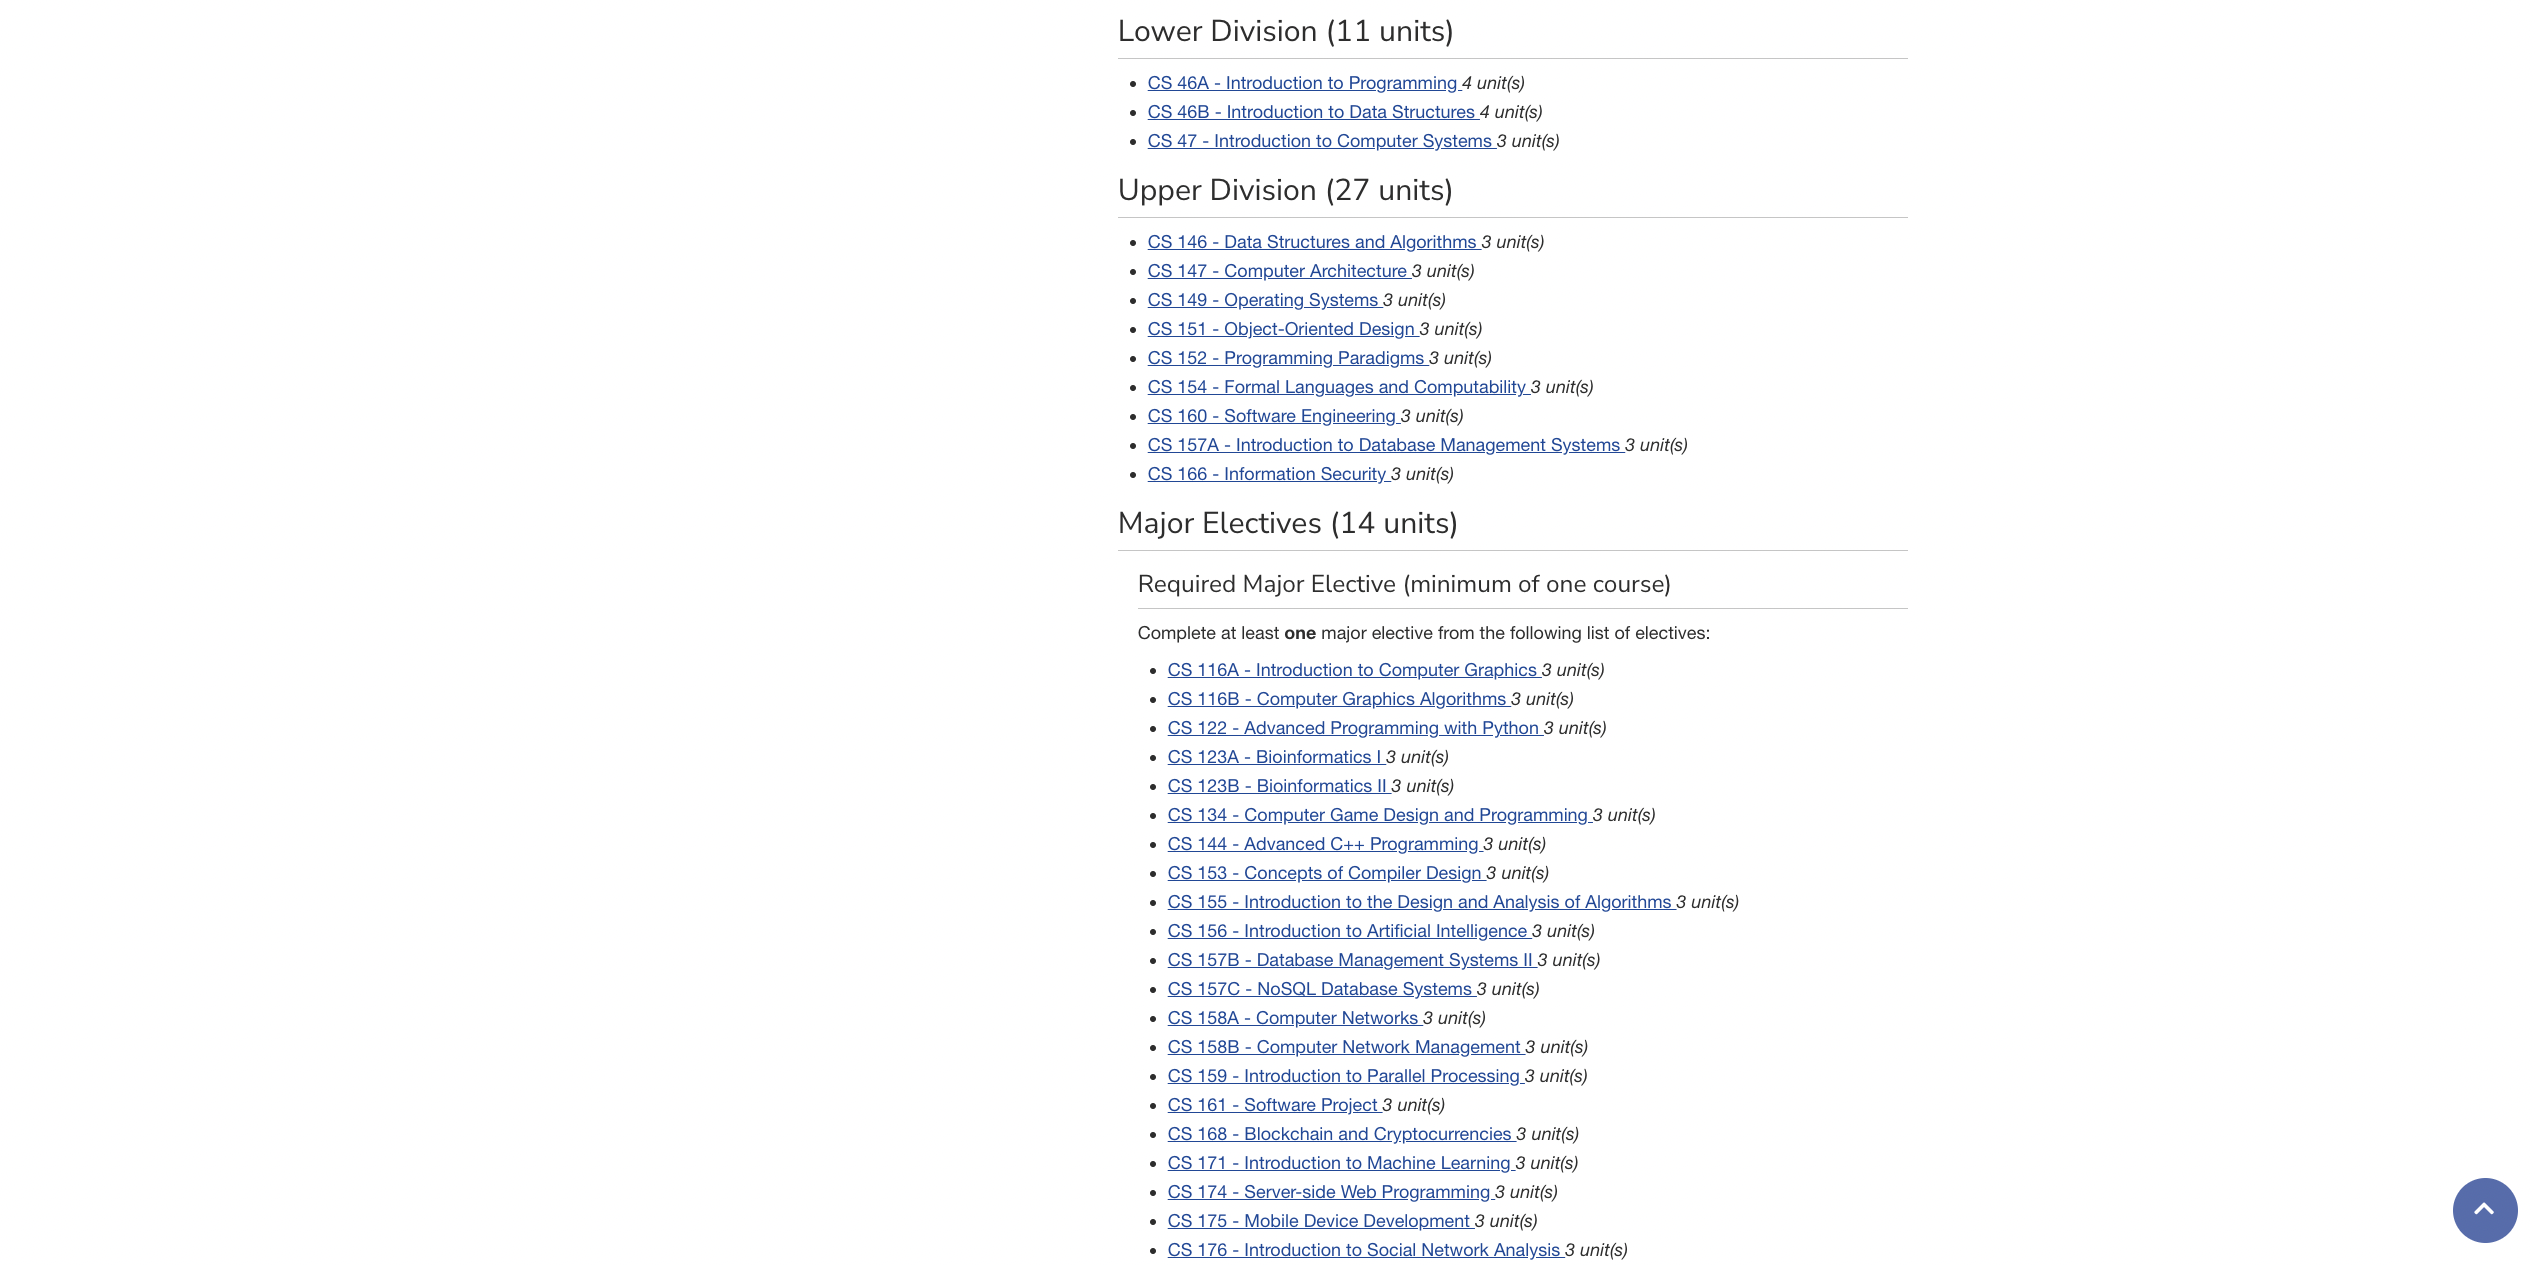 Lower Division (11 units)
CS 46A - Introduction to Programming 4 unit(s)
CS 46B - Introduction to Data Structures 4 unit(s)
CS 47 - Introduction to Computer Systems 3 unit(s)
Upper Division (27 units)
CS 146 - Data Structures and Algorithms 3 unit(s)
CS 147 - Computer Architecture 3 unit(s)
CS 149 - Operating Systems 3 unit(s)
CS 151 - Object-Oriented Design 3 unit(s)
CS 152 - Programming Paradigms 3 unit(s)
CS 154 - Formal Languages and Computability 3 unit(s)
CS 160 - Software Engineering 3 unit(s)
CS 157A - Introduction to Database Management Systems 3 unit(s)
CS 166 - Information Security 3 unit(s)
Major Electives (14 units)
Required Major Elective (minimum of one course)
Complete at least one major elective from the following list of electives:
CS 116A - Introduction to Computer Graphics 3 unit(s)
CS 116B - Computer Graphics Algorithms 3 unit(s)
CS 122 - Advanced Programming with Python 3 unit(s)
CS 123A - Bioinformatics I 3 unit(s)
CS 123B - Bioinformatics II 3 unit(s)
CS 134 - Computer Game Design and Programming 3 unit(s)
CS 144 - Advanced C++ Programming 3 unit(s)
CS 153 - Concepts of Compiler Design 3 unit(s)
CS 155 - Introduction to the Design and Analysis of Algorithms 3 unit(s)
CS 156 - Introduction to Artificial Intelligence 3 unit(s)
CS 157B - Database Management Systems II 3 unit(s)
CS 157C - NoSQL Database Systems 3 unit(s)
CS 158A - Computer Networks 3 unit(s)
CS 158B - Computer Network Management 3 unit(s)
CS 159 - Introduction to Parallel Processing 3 unit(s)
CS 161 - Software Project 3 unit(s)
CS 168 - Blockchain and Cryptocurrencies 3 unit(s)
CS 171 - Introduction to Machine Learning 3 unit(s)
CS 174 - Server-side Web Programming 3 unit(s)
CS 175 - Mobile Device Development 3 unit(s)
CS 176 - Introduction to Social Network Analysis 3 unit(s)